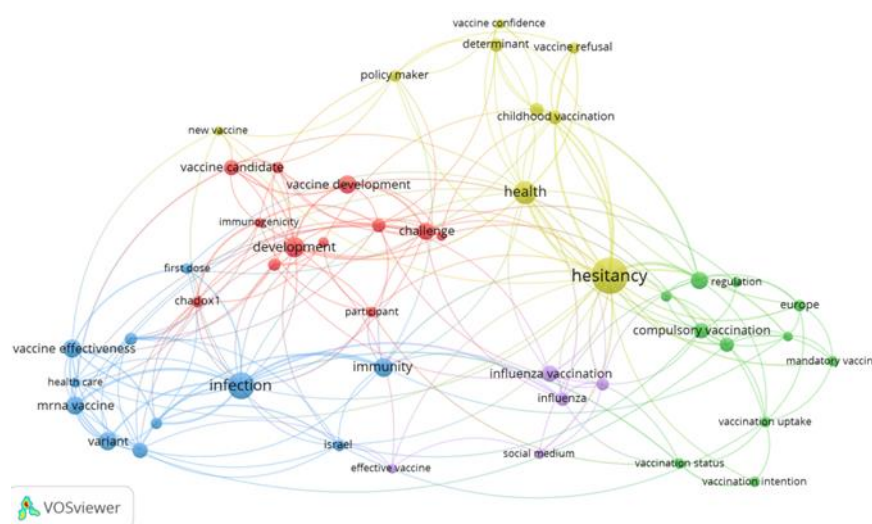 vaccine confidence
determinant
vaccine refusal
policy maker
childhood vaccination
new vaccine
vaccine candidate
vaccine development
health
immunogenicity
challenge
development
first dose
hesitancy
regulation
chadox1
participant
europe
compulsory vaccination
vaccine effectiveness
immunity
influenza vaccination
mandatory vaccin
health care
infection
influenza
mrna vaccine
vaccination uptake
variant
israel
social medium
effective vaccine
vaccination status
vaccination intention
VOSviewer